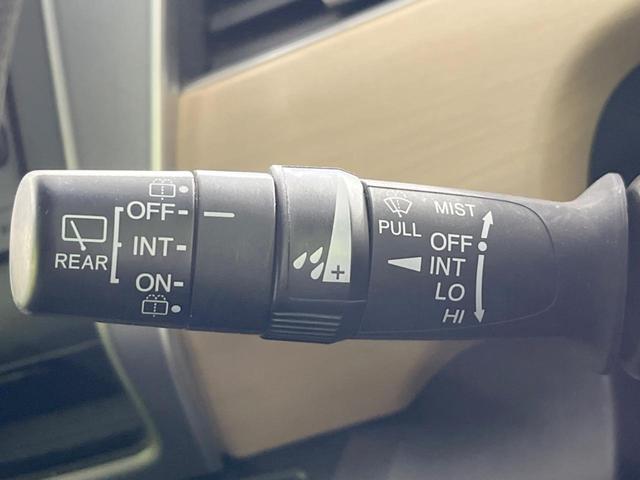 REAR
OFF
INT
ON
+
PULL
MIST
OFF
INT
LO
HI